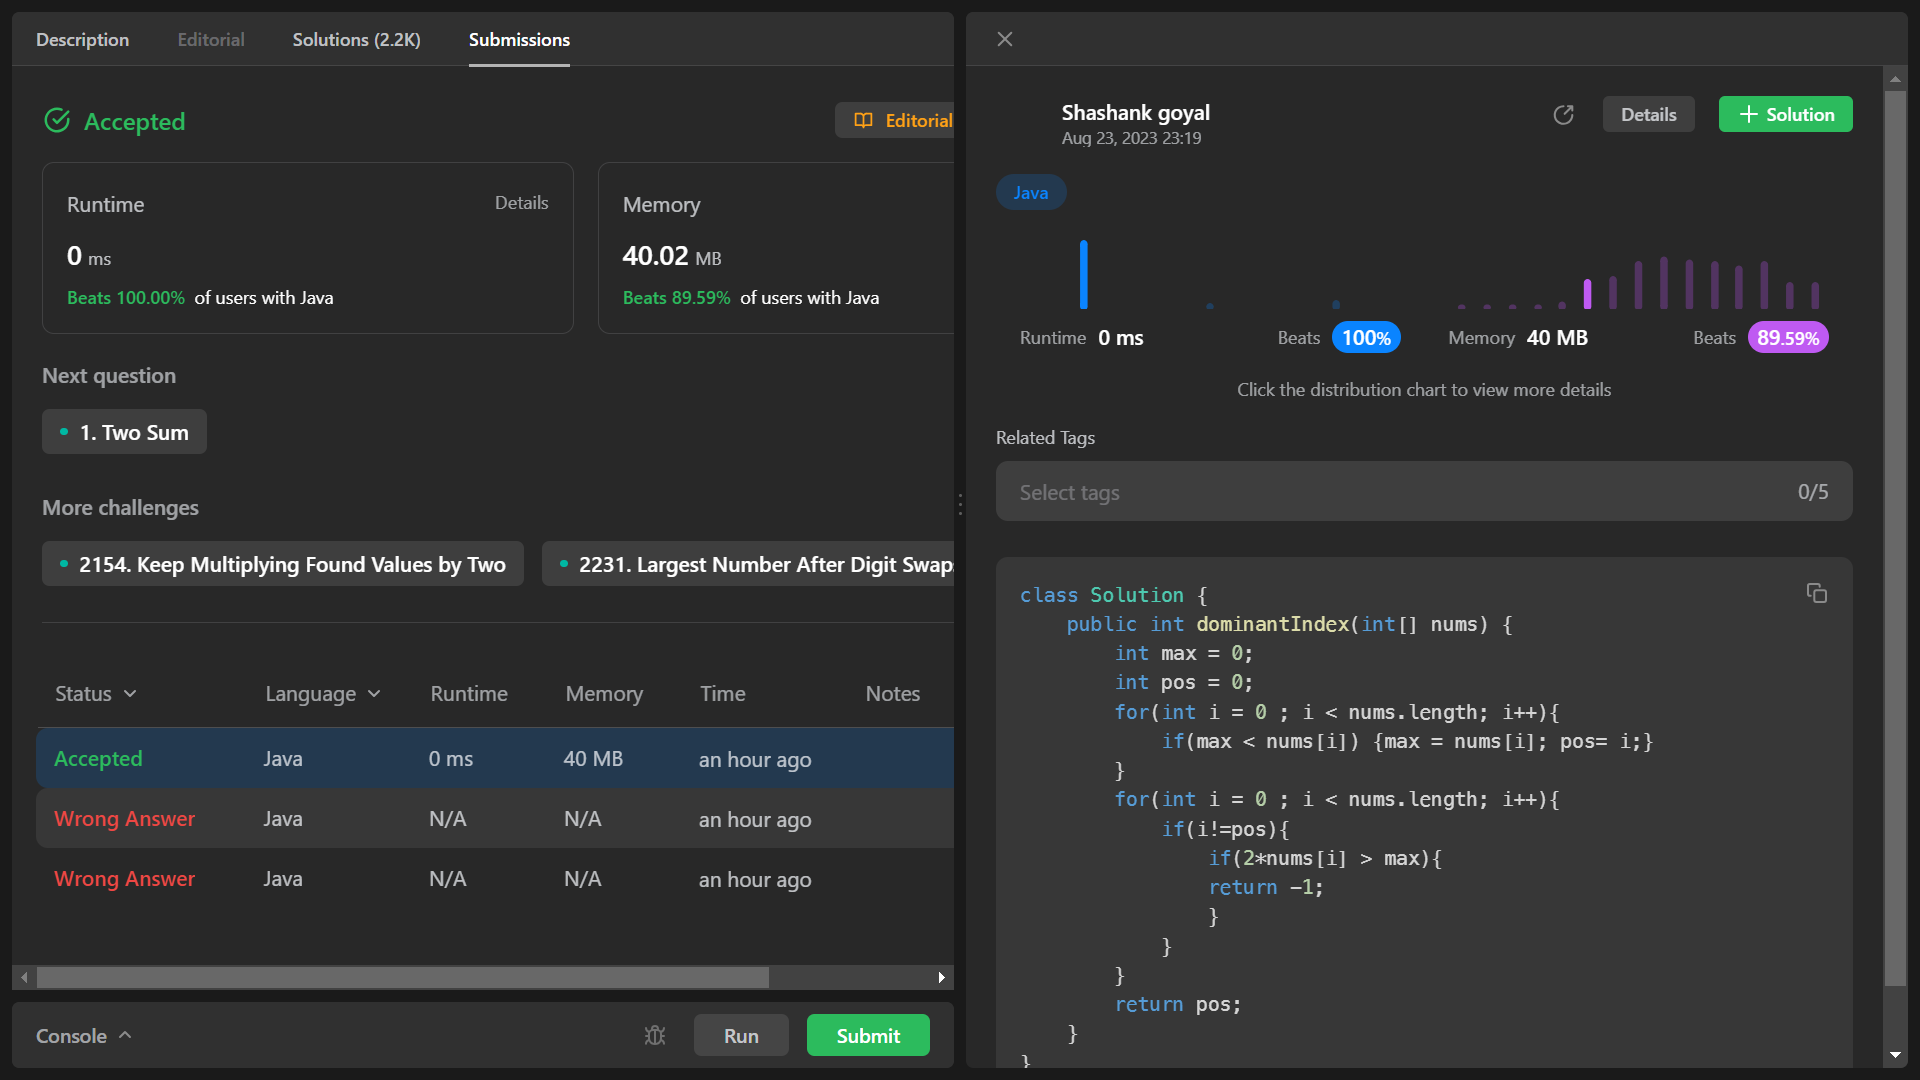 Description Editorial Solutions (2.2K) Submissions
Accepted Editorial
Runtime Details
0 ms
Beats 100.00% of users with Java
Memory
40.02 MB
Beats 89.59% of users with Java
Next question
1. Two Sum
More challenges
2154. Keep Multiplying Found Values by Two 2231. Largest Number After Digit Swap
Status Language Runtime Memory Time Notes
Accepted Java 0 ms 40 MB an hour ago
Wrong Answer Java N/A N/A an hour ago
Wrong Answer Java N/A N/A an hour ago
Console Run Submit
Shashank goyal Details + Solution
Aug 23, 2023 23:19
Java
Runtime 0 ms Beats 100% Memory 40 MB Beats 89.59%
Click the distribution chart to view more details
Related Tags
Select tags 0/5
class Solution {
    public int dominantIndex(int[] nums) {
        int max = 0;
        int pos = 0;
        for(int i = 0 ; i < nums.length; i++){
            if(max < nums[i]) {max = nums[i]; pos= i;}
        }
        for(int i = 0 ; i < nums.length; i++){
            if(i!=pos){
                if(2*nums[i] > max){
                return -1;
                }
            }
        }
        return pos;
    }
}